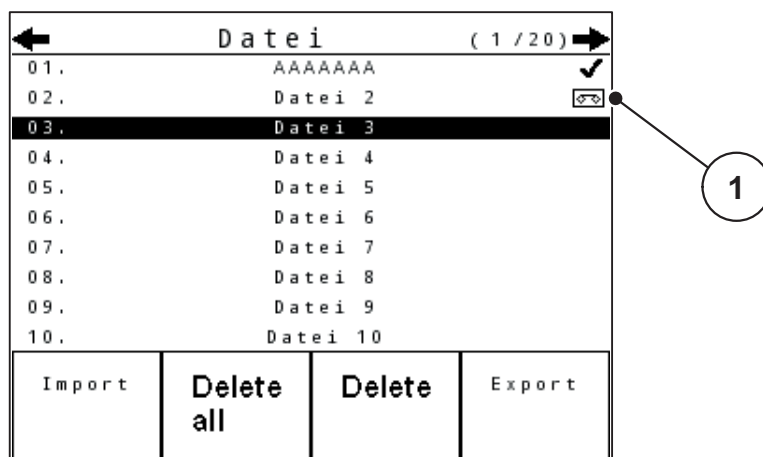 Datei (1/20)
01. AAAAAAA
02. Datei 2
03. Datei 3
04. Datei 4
05. Datei 5
06. Datei 6
07. Datei 7
08. Datei 8
09. Datei 9
10. Datei 10
Import Delete all Delete Export
1